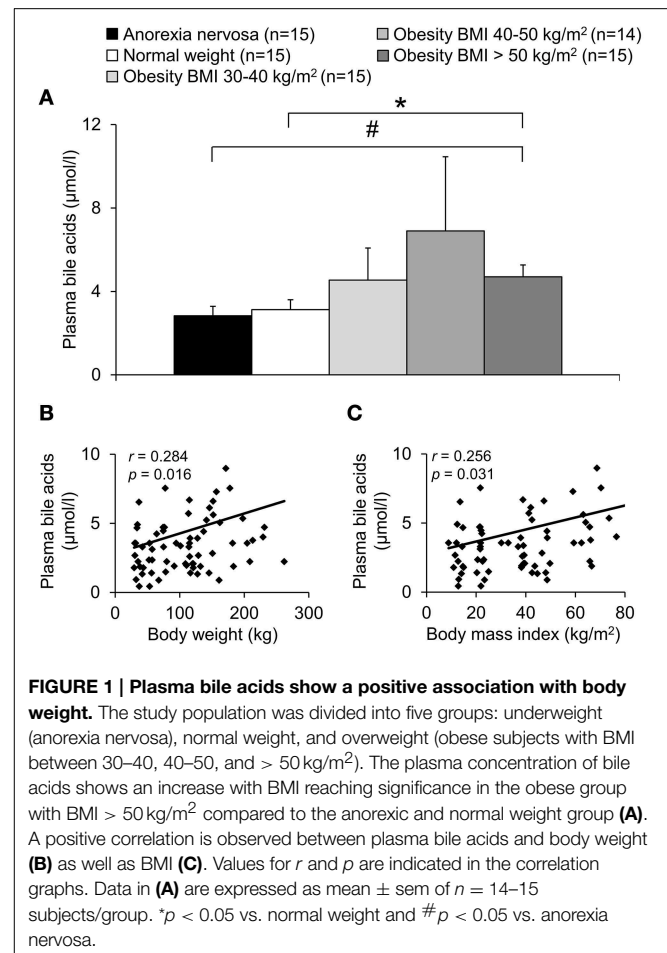 Anorexia nervosa (n=15)
Normal weight (n=15)
Obesity BMI 30-40 kg/m² (n=15)
Obesity BMI 40-50 kg/m² (n=14)
Obesity BMI > 50 kg/m² (n=15)
A
Plasma bile acids (µmol/l)
12
8
4
0
*
#
B
Plasma bile acids
(µmol/l)
10
5
0
r = 0.284
p = 0.016
0
100
200
300
Body weight (kg)
C
Plasma bile acids
(µmol/l)
10
5
0
r = 0.256
p = 0.031
0
20
40
60
80
Body mass index (kg/m²)
FIGURE 1 | Plasma bile acids show a positive association with body
weight. The study population was divided into five groups: underweight
(anorexia nervosa), normal weight, and overweight (obese subjects with BMI
between 30–40, 40–50, and > 50 kg/m²). The plasma concentration of bile
acids shows an increase with BMI reaching significance in the obese group
with BMI > 50 kg/m² compared to the anorexic and normal weight group (A).
A positive correlation is observed between plasma bile acids and body weight
(B) as well as BMI (C). Values for r and p are indicated in the correlation
graphs. Data in (A) are expressed as mean ± sem of n = 14–15
subjects/group. *p < 0.05 vs. normal weight and #p < 0.05 vs. anorexia
nervosa.